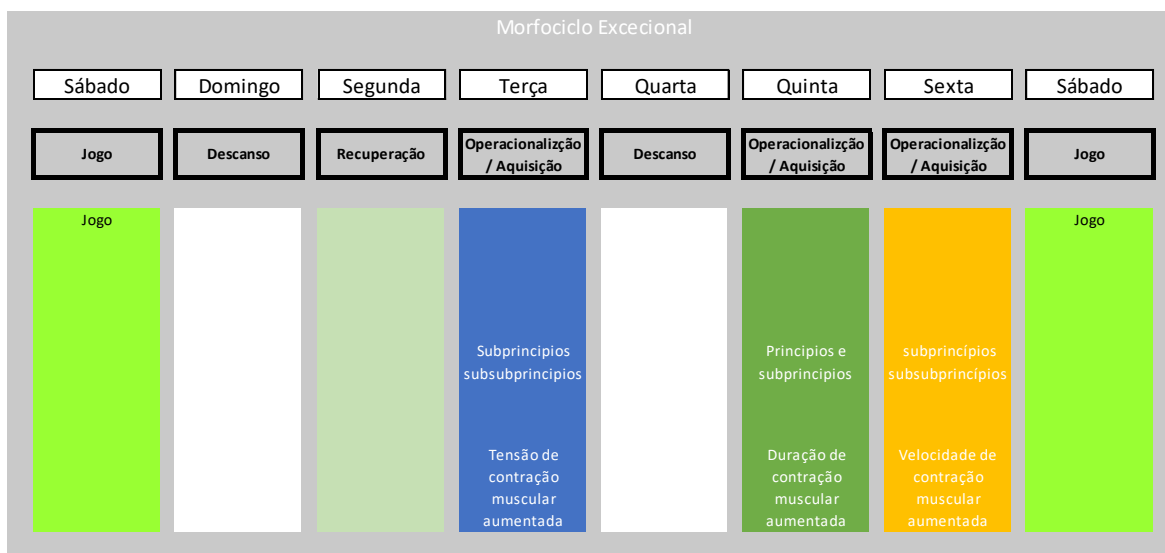 Morfociclo Excecional
Sábado
Domingo
Segunda
Terça
Quarta
Quinta
Sexta
Sábado
Jogo
Descanso
Recuperação
Operacionalizção
/ Aquisição
Descanso
Operacionalizção
/ Aquisição
Operacionalizção
/ Aquisição
Jogo
Jogo
Subprincipios
subsubprincipios
Tensão de
contração
muscular
aumentada
Principios e
subprincipios
Duração de
contração
muscular
aumentada
subprincípios
subsubprincípios
Velocidade de
contração
muscular
aumentada
Jogo